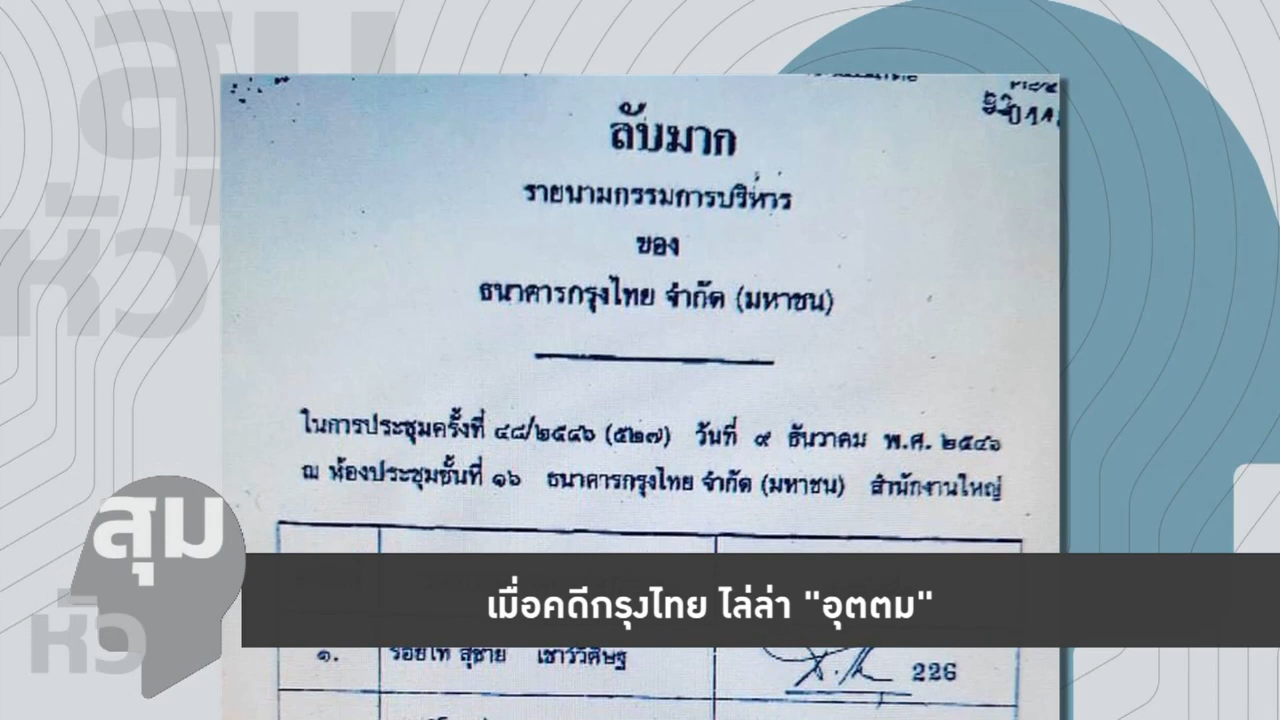 สุม
หัว
ลับมาก
รายนามกรรมการบริหาร
ของ
ธนาคารกรุงไทย จำกัด (มหาชน)
ในการประชุมครั้งที่ ๔๘/๒๕๔๖ (๕๒๗) วันที่ ๙ ธันวาคม พ.ศ. ๒๕๔๖
ณ ห้องประชุมชั้นที่ ๑๖ ธนาคารกรุงไทย จำกัด (มหาชน) สำนักงานใหญ่
สุม
หัว
เมื่อคดีกรุงไทย ไล่ล่า "อุตตม"
๑. ร้อยโท สุชาย เชาว์วิศิษฐ 226